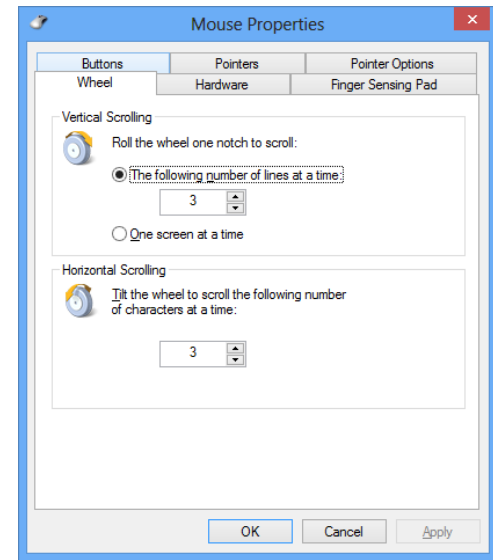 Mouse Properties
Buttons Pointers Pointer Options
Wheel Hardware Finger Sensing Pad
Vertical Scrolling
Roll the wheel one notch to scroll:
The following number of lines at a time:
3
One screen at a time
Horizontal Scrolling
Tilt the wheel to scroll the following number
of characters at a time:
3
OK Cancel Apply